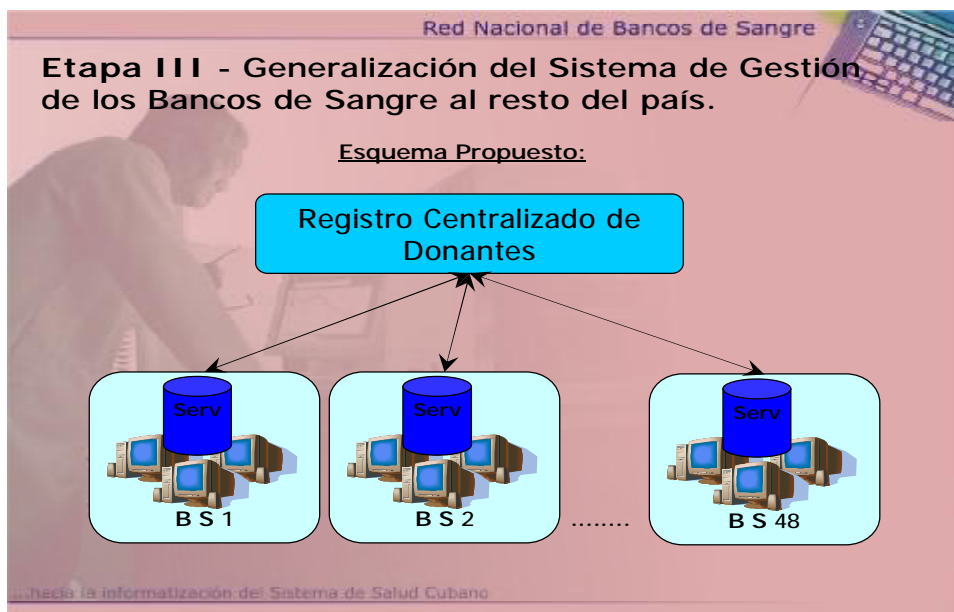 Red Nacional de Bancos de Sangre
Etapa III - Generalización del Sistema de Gestión
de los Bancos de Sangre al resto del país.
Esquema Propuesto:
Registro Centralizado de
Donantes
Serv
Serv
Serv
B S 1
B S 2
........
B S 48
...hacia la informatización del Sistema de Salud Cubano